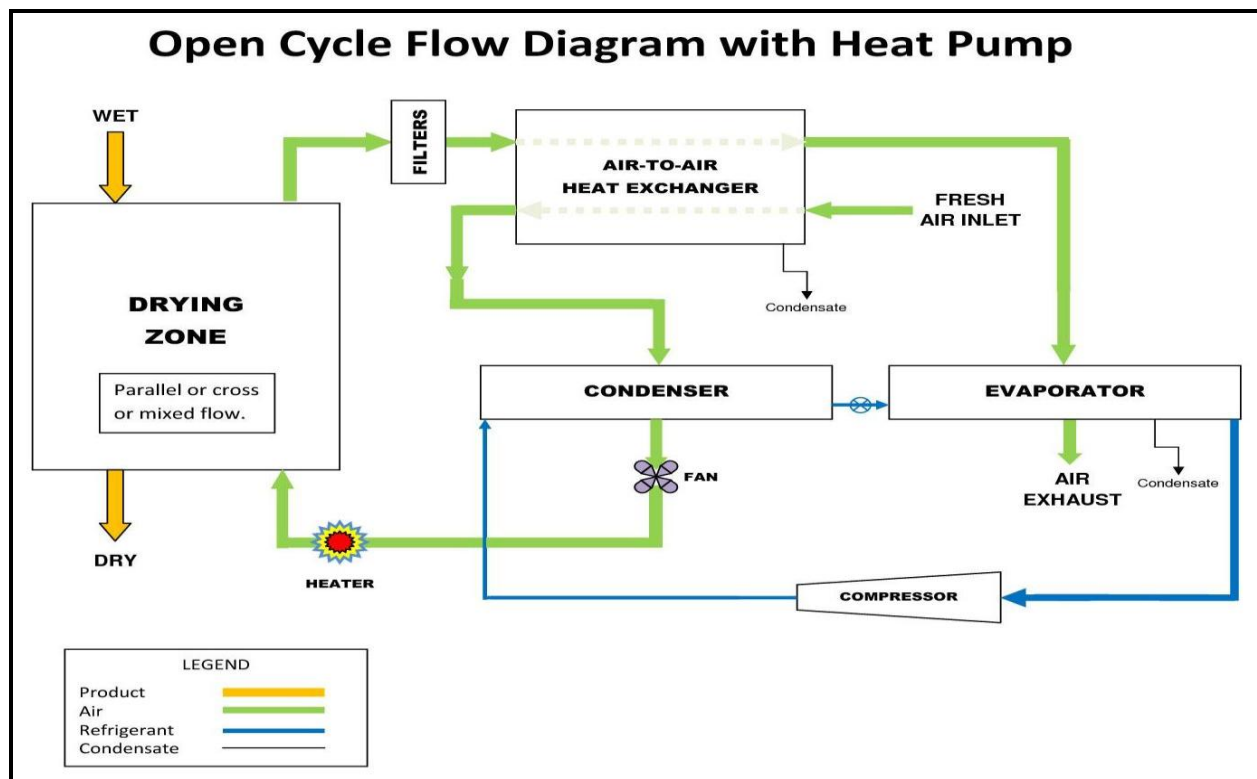 Open Cycle Flow Diagram with Heat Pump
WET
FILTERS
AIR-TO-AIR
HEAT EXCHANGER
FRESH
AIR INLET
Condensate
DRYING
ZONE
Parallel or cross
or mixed flow.
CONDENSER
EVAPORATOR
FAN
AIR
EXHAUST
Condensate
DRY
HEATER
COMPRESSOR
LEGEND
Product
Air
Refrigerant
Condensate